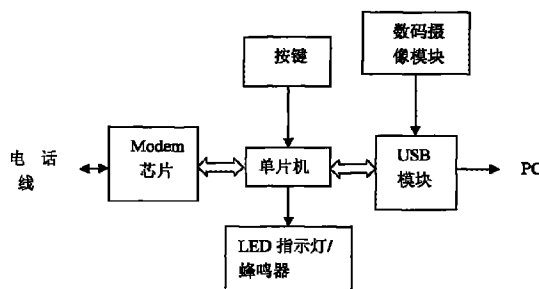 数码摄
像模块
按键
电 话
线
Modem
芯片
单片机
USB
模块
PC
LED 指示灯/
蜂鸣器